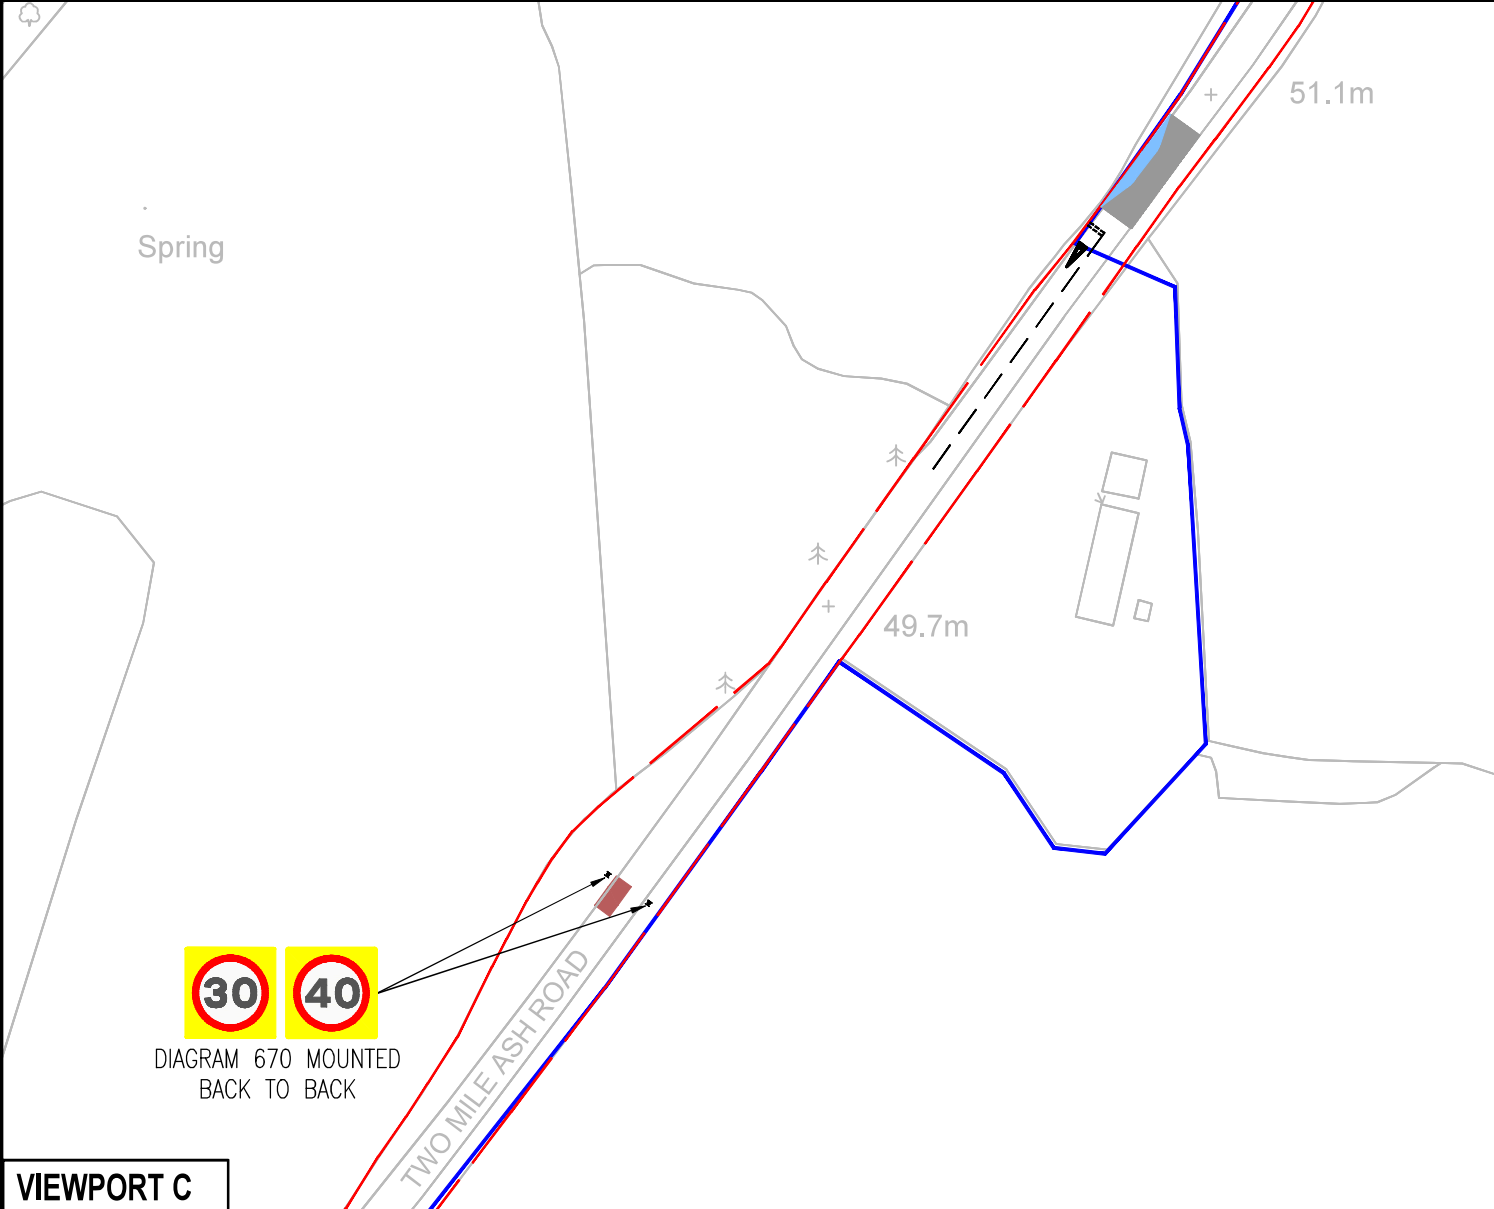 51.1m
Spring
49.7m
30 40
DIAGRAM 670 MOUNTED
BACK TO BACK
TWO MILE ASH ROAD
VIEWPORT C